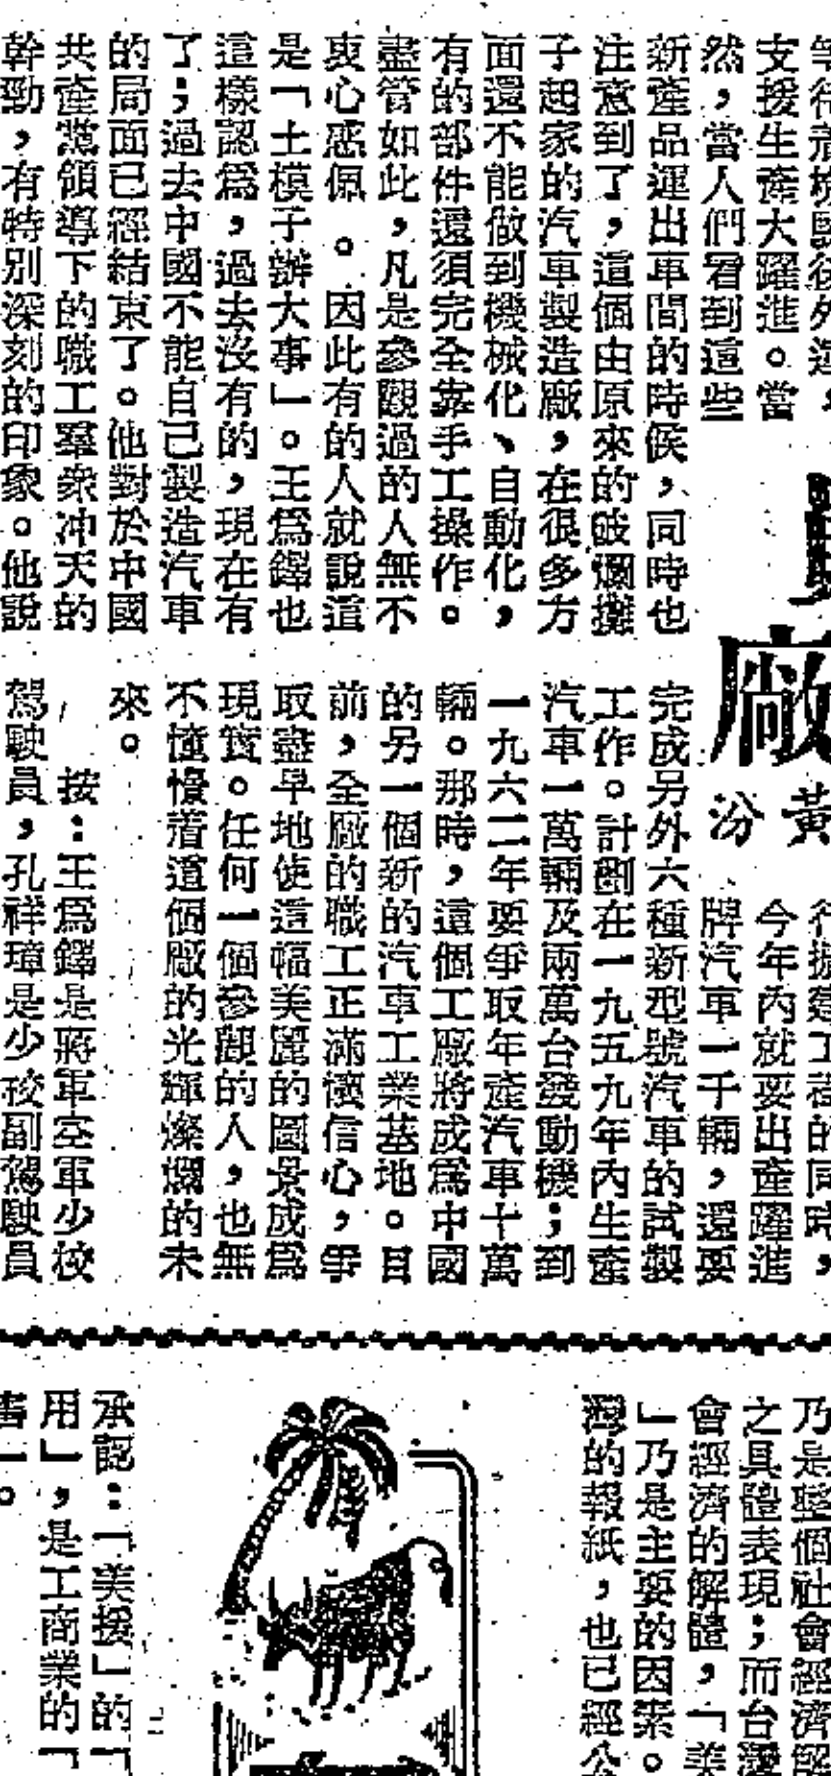 支援生產大躍進。當
然，當人們看到這些
新產品運出車間的時候，同時也
注意到了，這個由原來的破爛攤
子起家的汽車製造廠，在很多方
面還不能做到機械化、自動化，
有的部件還須完全靠手工操作。
盡管如此，凡是參觀過的人無不
衷心感佩。因此有的人就說這
是「土模子辦大事」。王爲鐸也
這樣認爲，過去沒有的，現在有
了；過去中國不能自己製造汽車
的局面已經結束了。他對於中國
共產黨領導下的職工羣衆冲天的
幹勁，有特別深刻的印象。他說
廠
黃汾
今年內就要出產躍進
牌汽車一千輛，還要
完成另外六種新型號汽車的試製
工作。計劃在一九五九年內生產
汽車一萬輛及兩萬台發動機；到
一九六二年要爭取年產汽車十萬
輛。那時，這個工廠將成爲中國
的另一個新的汽車工業基地。目
前，全廠的職工正滿懷信心，爭
取盡早地使這幅美麗的圖景成爲
現實。任何一個參觀的人，也無
不憧憬着這個廠的光輝燦爛的未
來。
按：王爲鐸是蔣軍空軍少校
駕駛員，孔祥璋是少校副駕駛員
乃是整個社會經濟解
之具體表現；而台灣
會經濟的解體，「美
」乃是主要的因素。
灣的報紙，也已經公
承認：「美援」的「
用」，是工商業的「